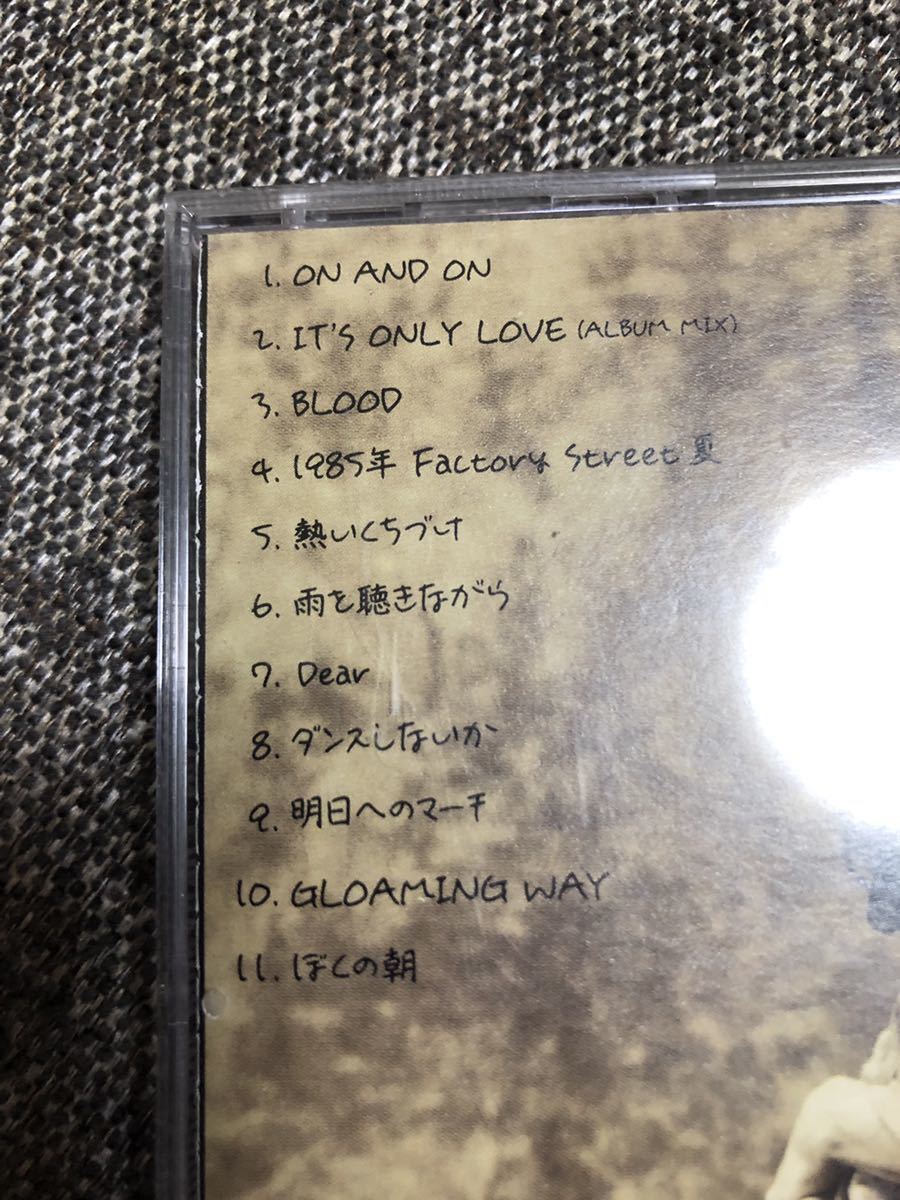 1. ON AND ON
2. IT'S ONLY LOVE (ALBUM MIX)
3. BLOOD
4. 1985年 Factory Street 夏
5. 熱いくちづけ
6. 雨を聴きながら
7. Dear
8. ダンスしないか
9. 明日へのマーチ
10. GLOAMING WAY
11. ぼくの朝